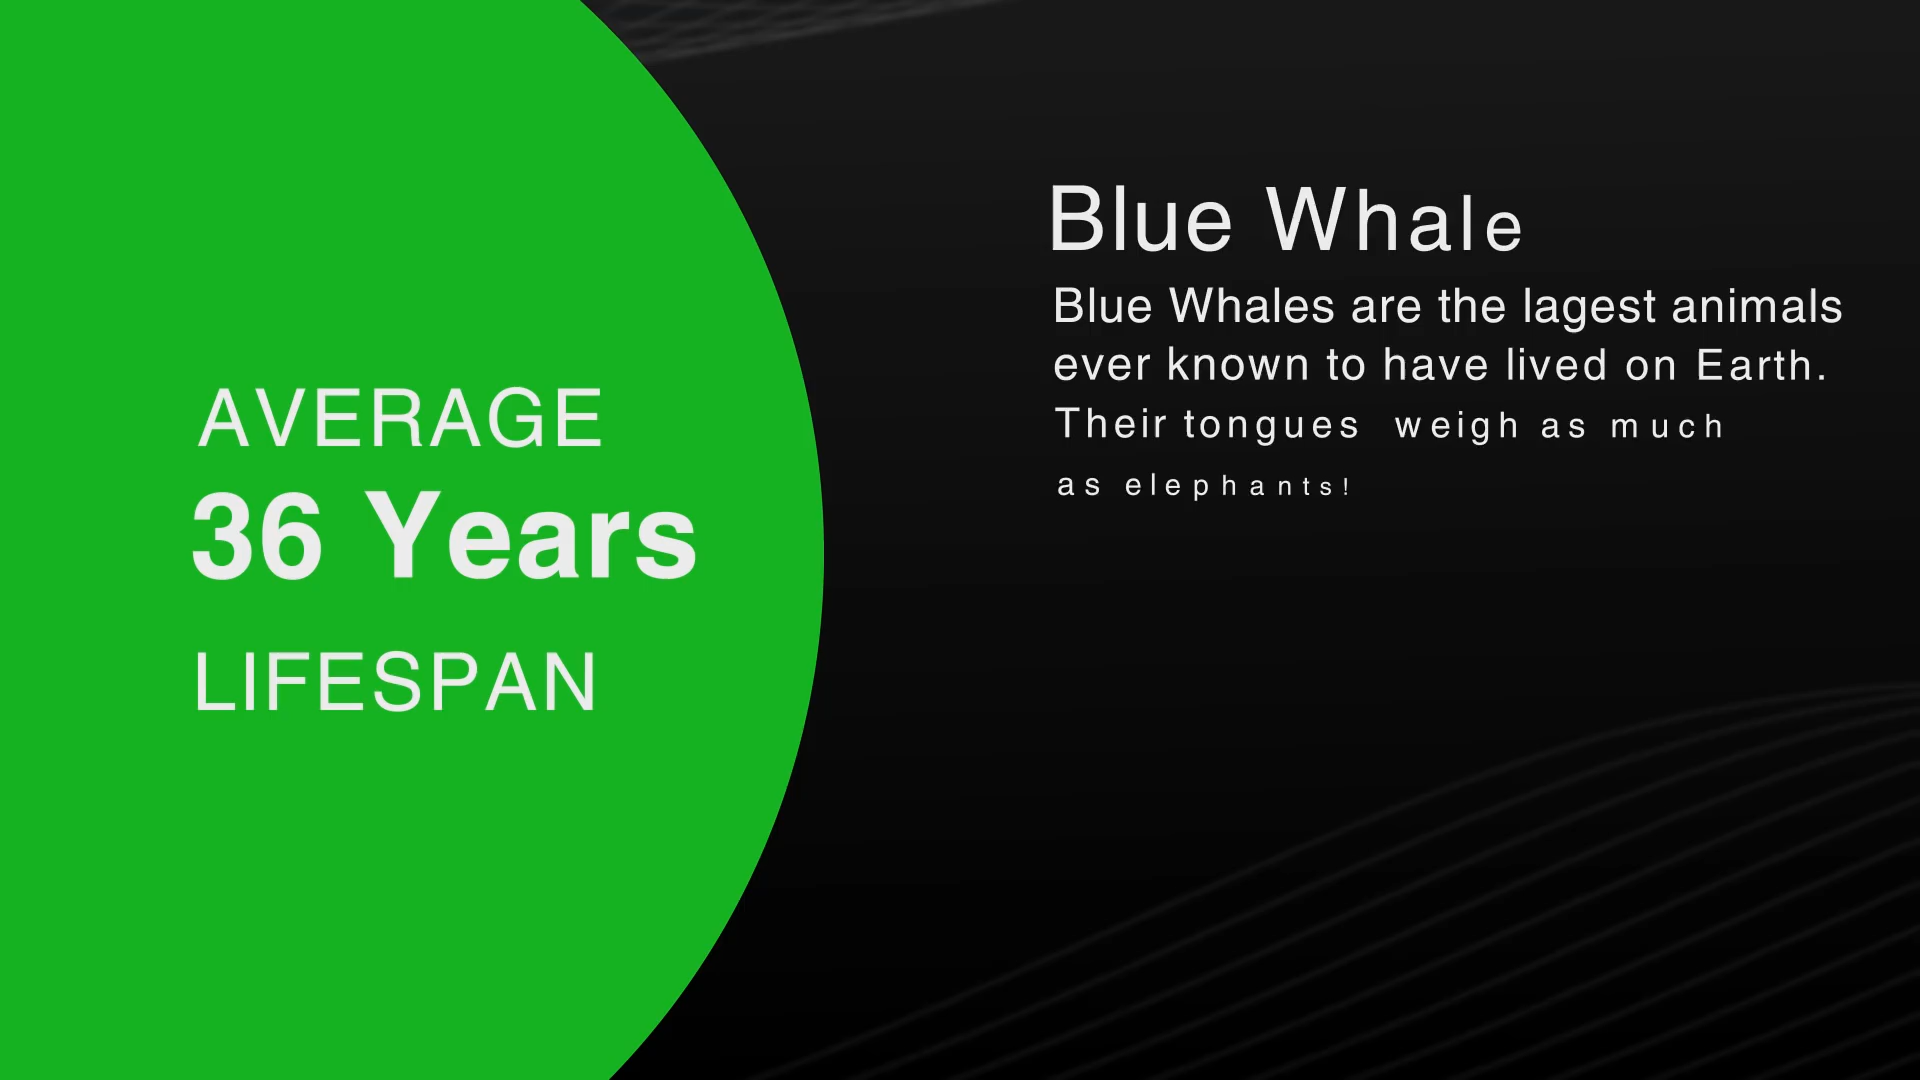 AVERAGE
36 Years
LIFESPAN
Blue Whale
Blue Whales are the lagest animals
ever known to have lived on Earth.
Their tongues weigh as much
as elephants!